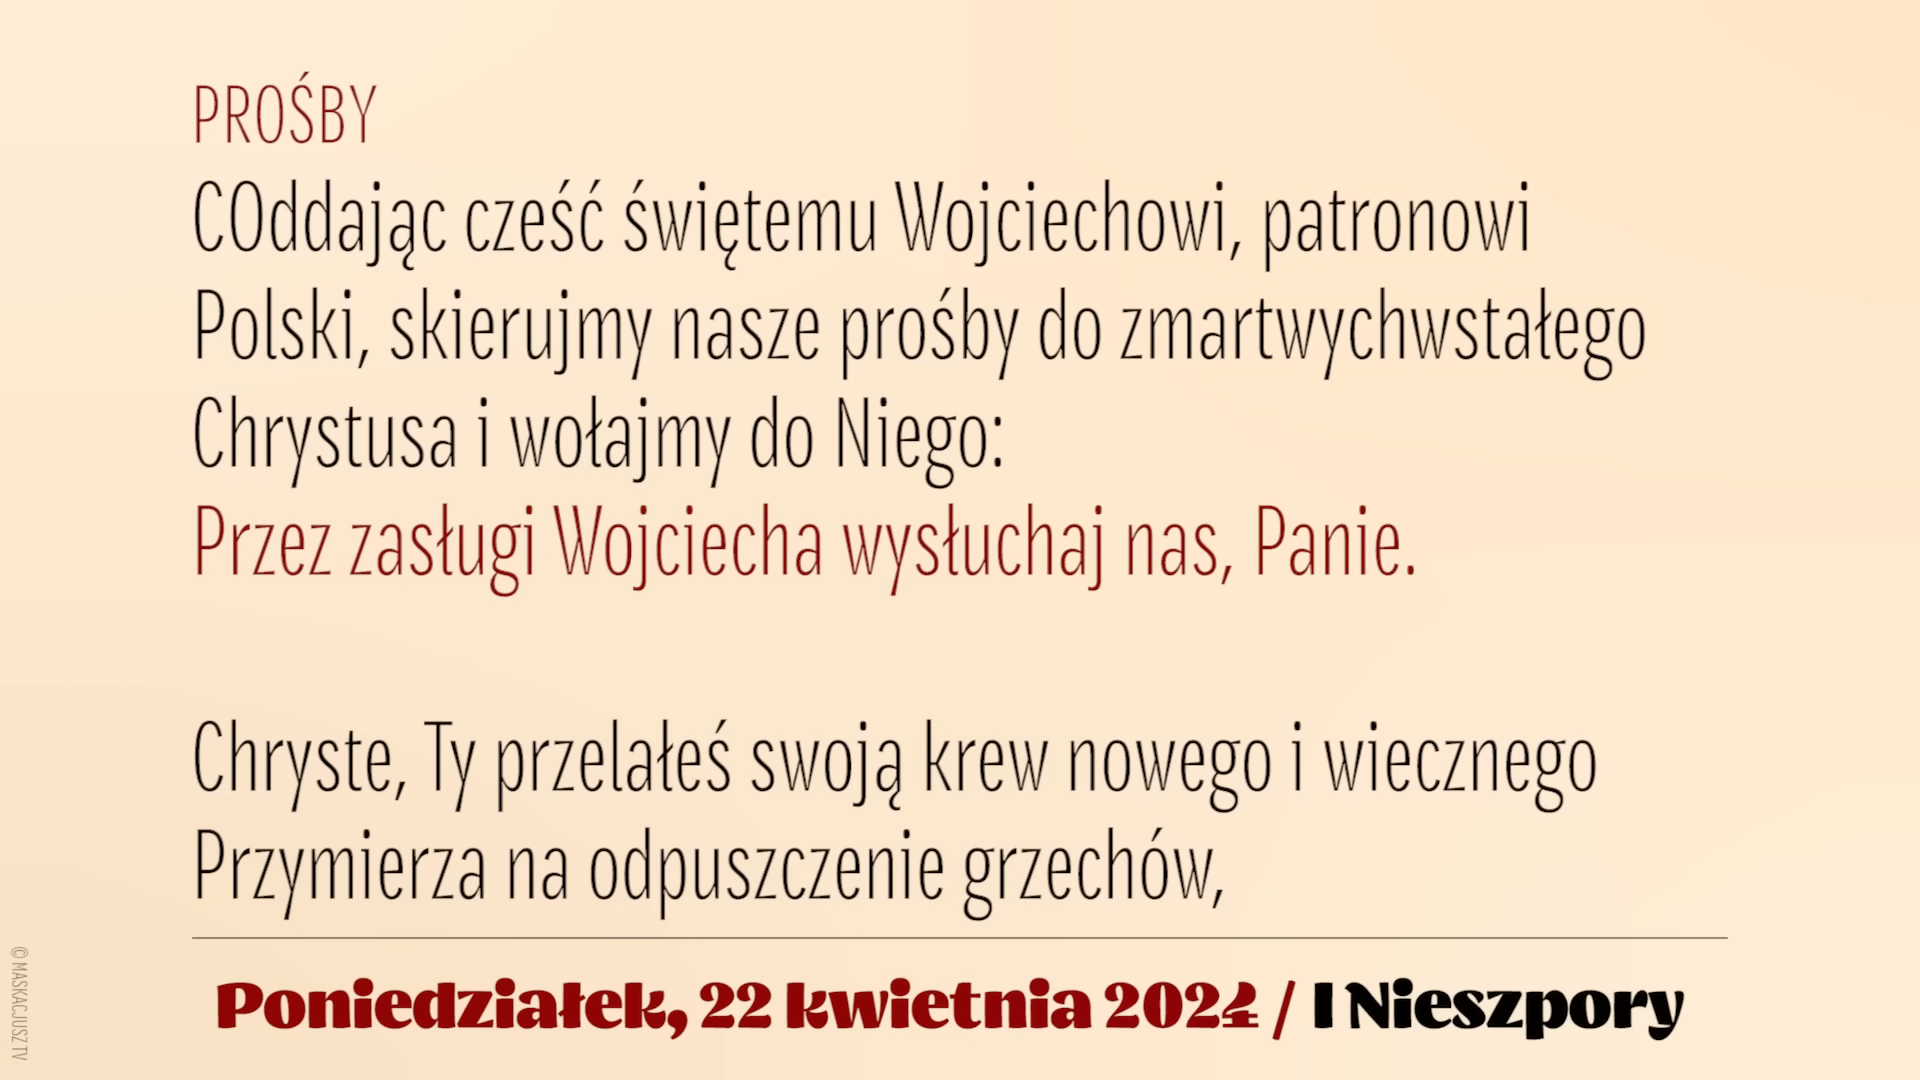 PROŚBY
COddając cześć świętemu Wojciechowi, patronowi
Polski, skierujmy nasze prośby do zmartwychwstałego
Chrystusa i wołajmy do Niego:
Przez zasługi Wojciecha wysłuchaj nas, Panie.
Chryste, Ty przelałeś swoją krew nowego i wiecznego
Przymierza na odpuszczenie grzechów,
Poniedziałek, 22 kwietnia 2024 / I Nieszpory
© MASKACJUSZ TV